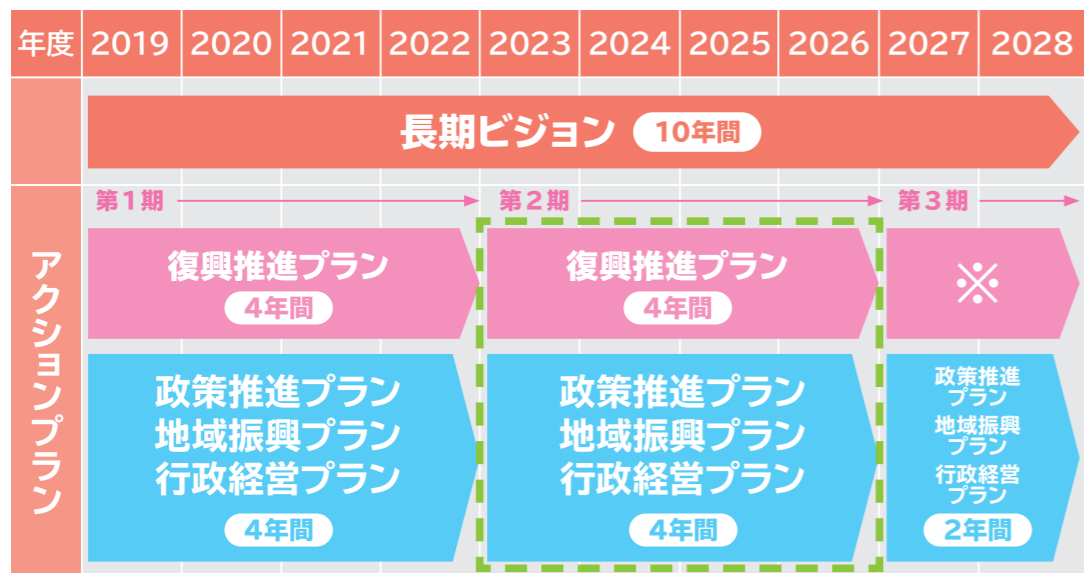 年度 2019 2020 2021 2022 2023 2024 2025 2026 2027 2028
長期ビジョン 10年間
アクションプラン
第1期
復興推進プラン
4年間
政策推進プラン
地域振興プラン
行政経営プラン
4年間
第2期
復興推進プラン
4年間
政策推進プラン
地域振興プラン
行政経営プラン
4年間
第3期
※
政策推進
プラン
地域振興
プラン
行政経営
プラン
2年間